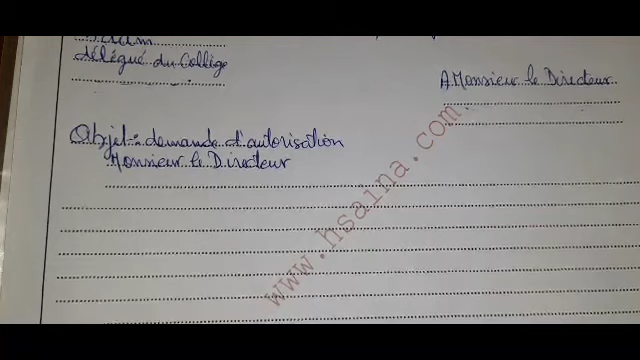 délégué du Collège
A Monsieur le Directeur
Objet : demande d'autorisation
Monsieur le Directeur
www.hsaina.com